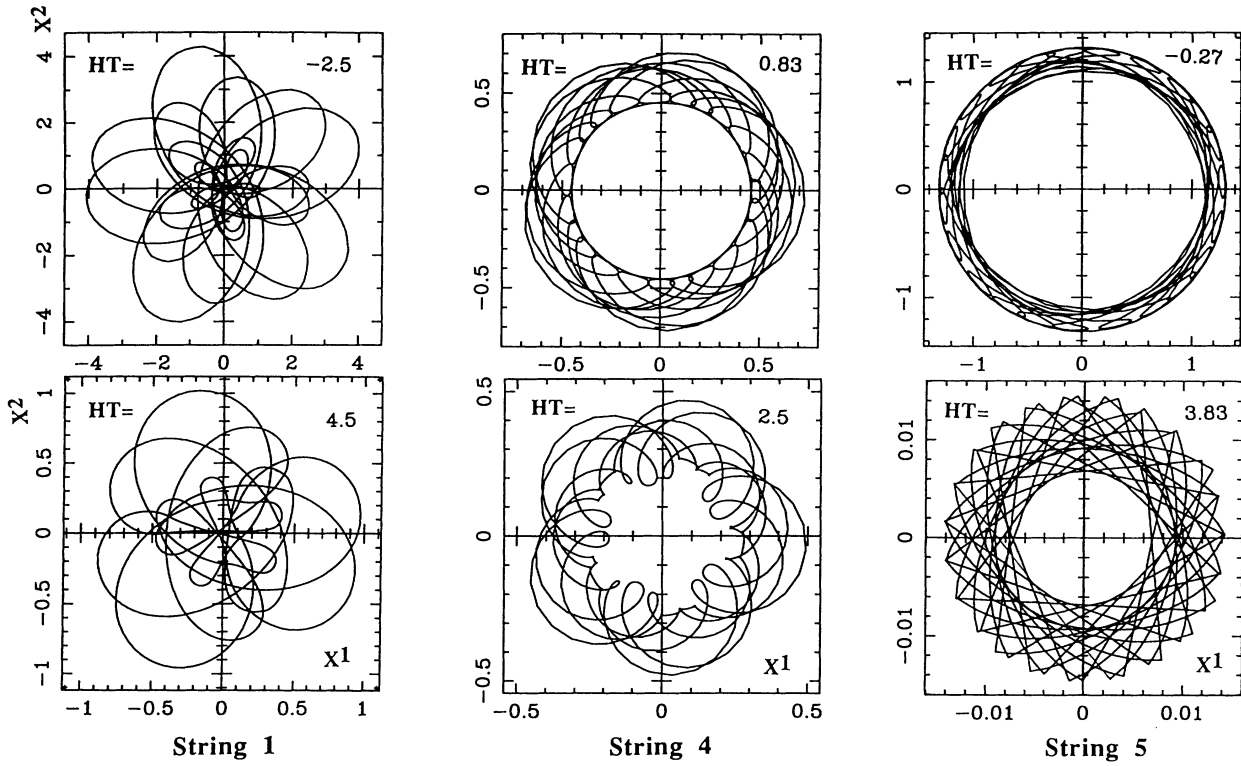 X2
HT= −2.5
4
2
0
−2
−4
−4 −2 0 2 4
HT= 0.83
0.5
0
−0.5
−0.5 0 0.5
HT= −0.27
1
0
−1
−1 0 1
X2
HT= 4.5
1
0.5
0
−0.5
−1
−1 −0.5 0 0.5 1
X1
String 1
HT= 2.5
0.5
0
−0.5
−0.5 0 0.5
X1
String 4
HT= 3.83
0.01
0
−0.01
−0.01 0 0.01
X1
String 5